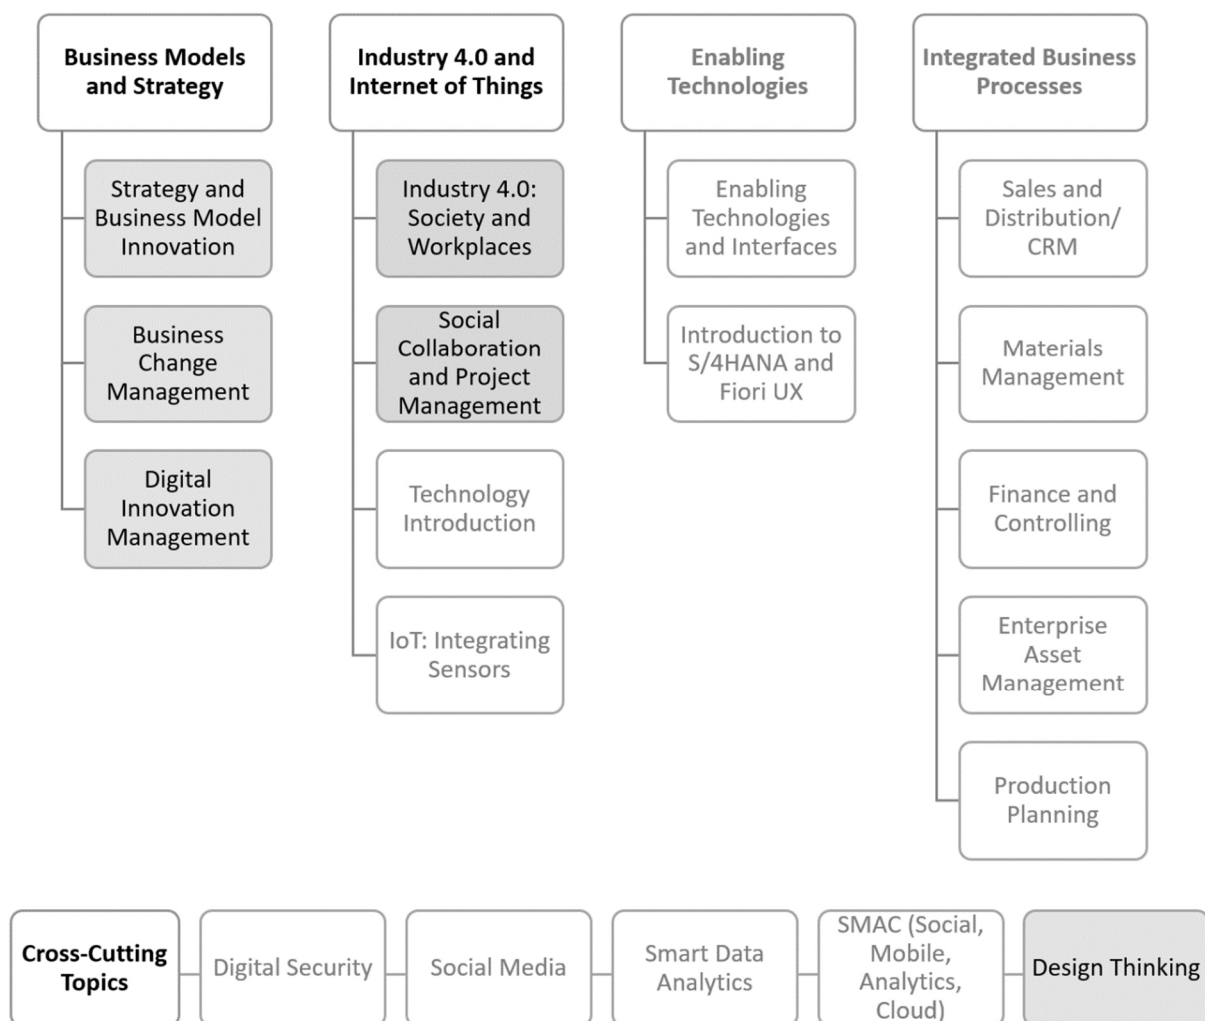 Business Models
and Strategy
Strategy and
Business Model
Innovation
Business
Change
Management
Digital
Innovation
Management
Industry 4.0 and
Internet of Things
Industry 4.0:
Society and
Workplaces
Social
Collaboration
and Project
Management
Technology
Introduction
IoT: Integrating
Sensors
Enabling
Technologies
Enabling
Technologies
and Interfaces
Introduction to
S/4HANA and
Fiori UX
Integrated Business
Processes
Sales and
Distribution/
CRM
Materials
Management
Finance and
Controlling
Enterprise
Asset
Management
Production
Planning
Cross-Cutting
Topics
Digital Security
Social Media
Smart Data
Analytics
SMAC (Social,
Mobile,
Analytics,
Cloud)
Design Thinking